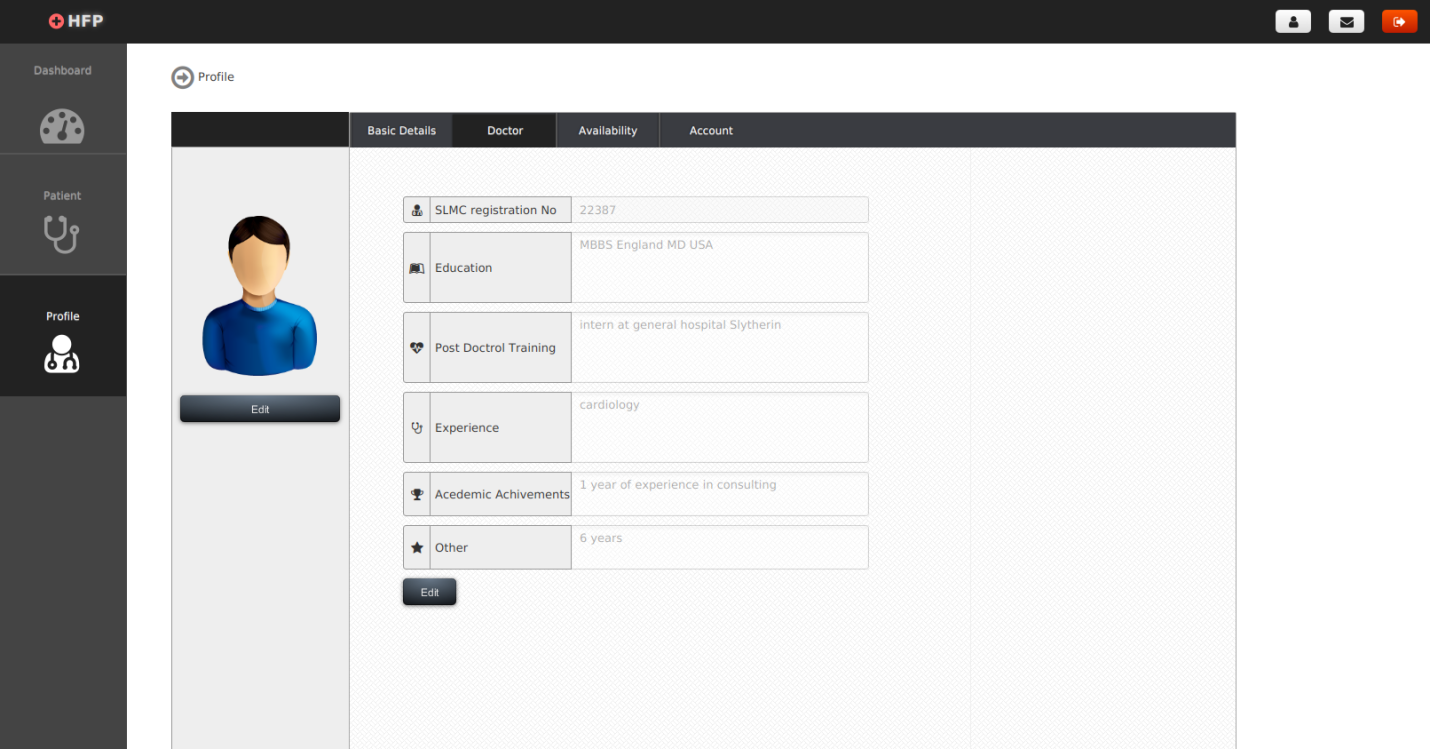 HFP
Dashboard
Patient
Profile
Profile
Basic Details
Doctor
Availability
Account
Edit
SLMC registration No
22387
Education
MBBS England MD USA
Post Doctrol Training
intern at general hospital Slytherin
Experience
cardiology
Acedemic Achivements
1 year of experience in consulting
Other
6 years
Edit